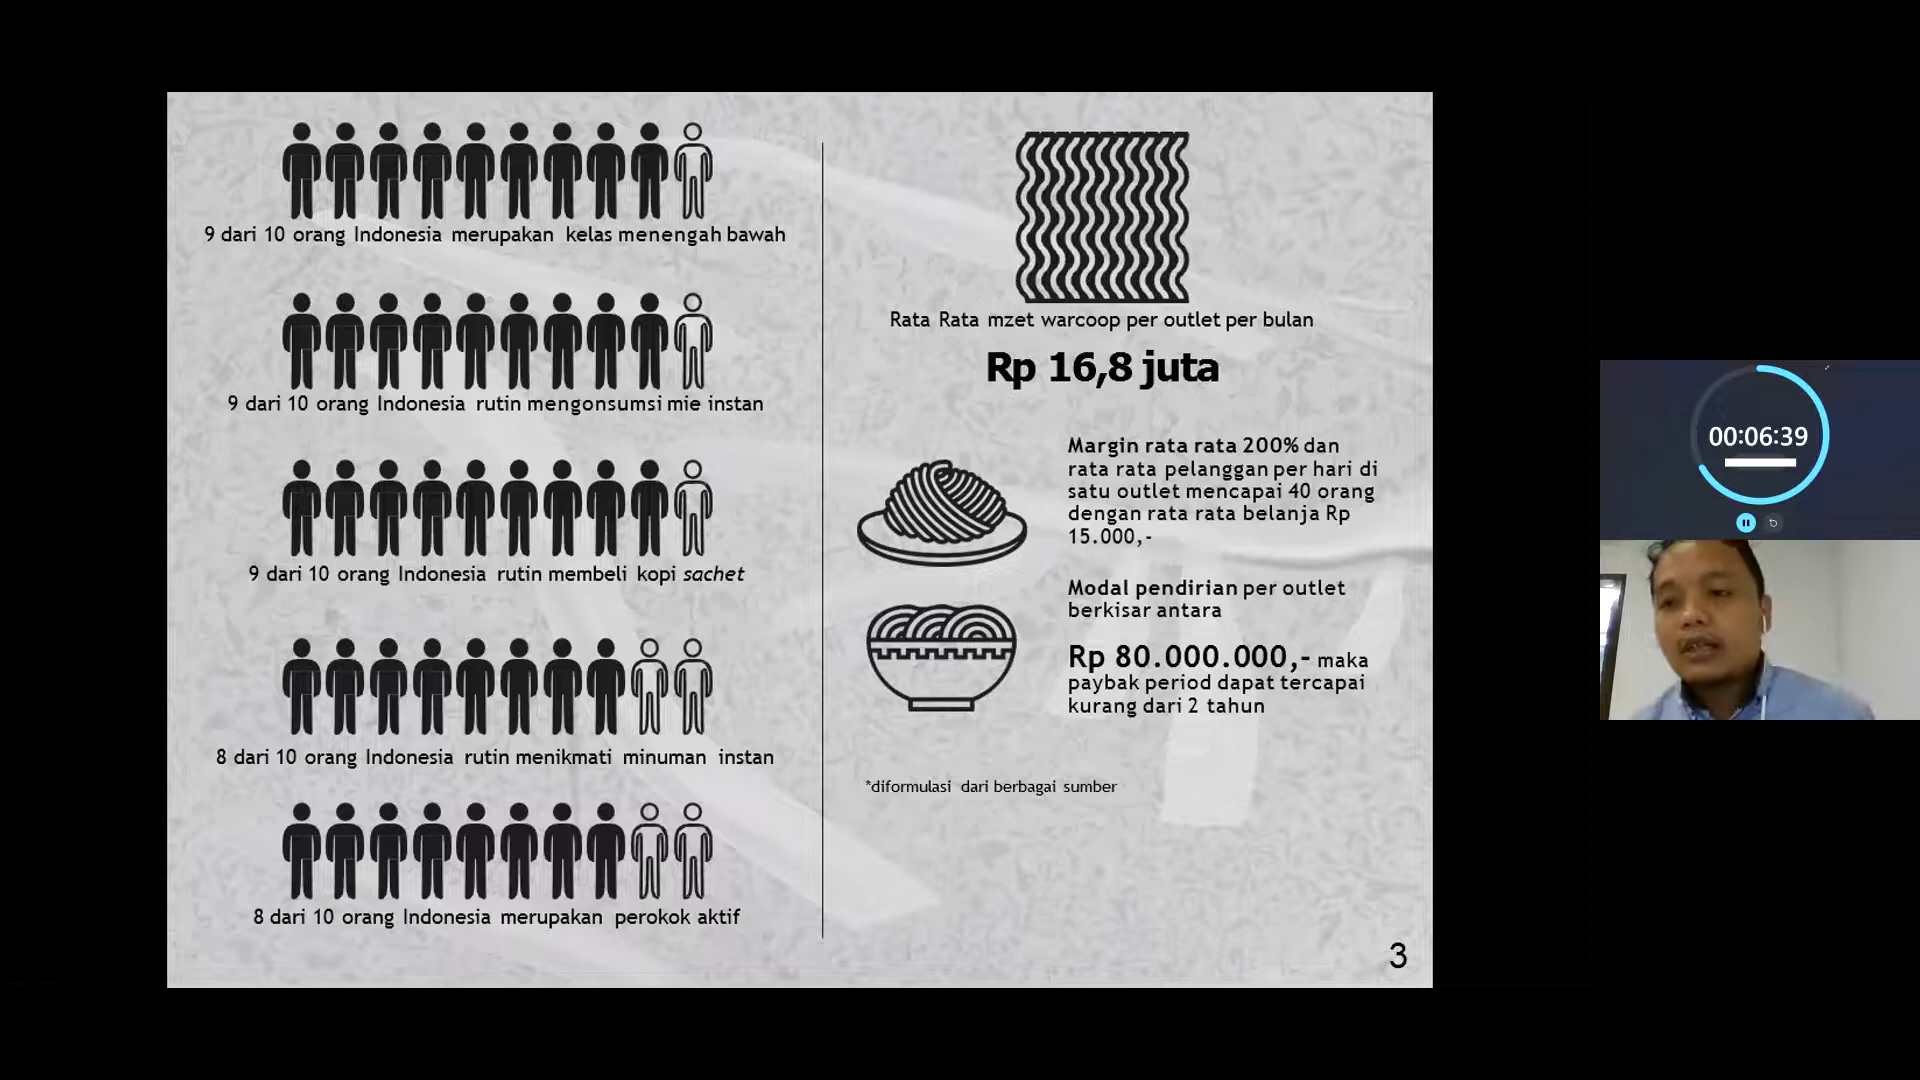 9 dari 10 orang Indonesia merupakan kelas menengah bawah
9 dari 10 orang Indonesia rutin mengonsumsi mie instan
9 dari 10 orang Indonesia rutin membeli kopi sachet
8 dari 10 orang Indonesia rutin menikmati minuman instan
8 dari 10 orang Indonesia merupakan perokok aktif
Rata Rata mzet warcoop per outlet per bulan
Rp 16,8 juta
Margin rata rata 200% dan
rata rata pelanggan per hari di
satu outlet mencapai 40 orang
dengan rata rata belanja Rp
15.000,-
Modal pendirian per outlet
berkisar antara
Rp 80.000.000,- maka
paybak period dapat tercapai
kurang dari 2 tahun
*diformulasi dari berbagai sumber
3
00:06:39